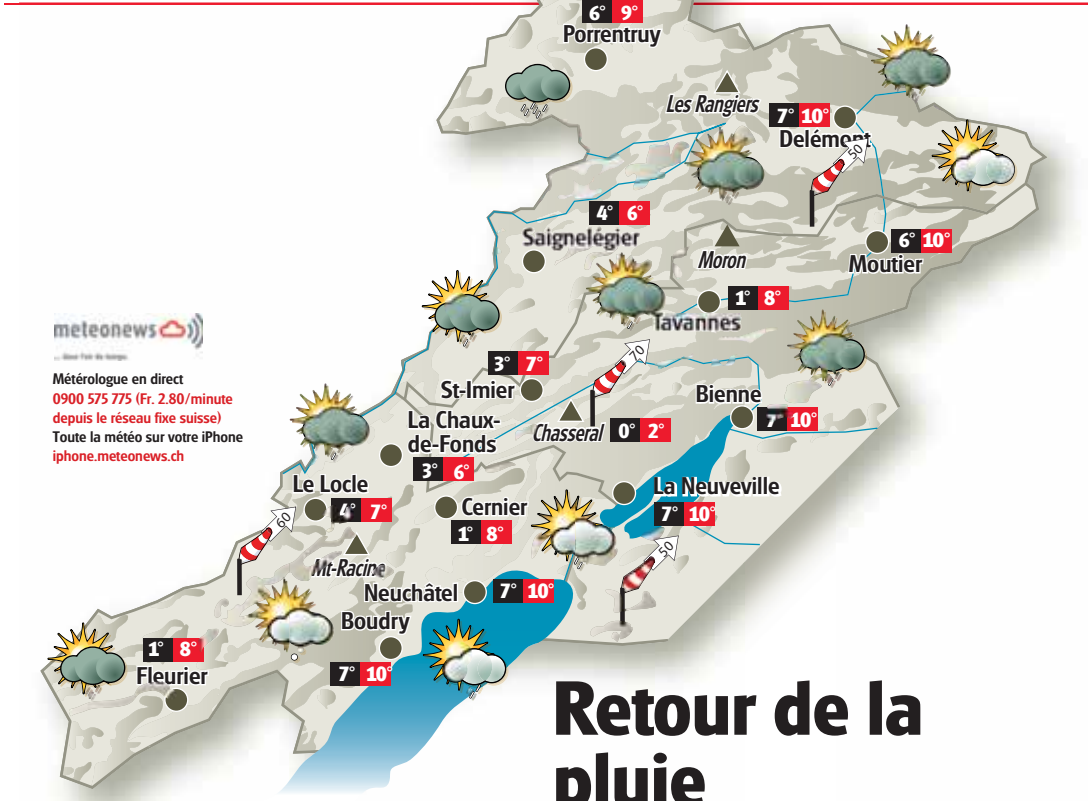 6° 9°
Porrentruy
Les Rangiers
7° 10°
Delémont
50
4° 6°
Saignelégier
Moron
6° 10°
Moutier
1° 8°
Tavannes
meteonews
Météorologue en direct
0900 575 775 (Fr. 2.80/minute
depuis le réseau fixe suisse)
Toute la météo sur votre iPhone
iphone.meteonews.ch
70
3° 7°
St-Imier
Bienne
7° 10°
Chasseral 0° 2°
La Chaux-
de-Fonds
3° 6°
Le Locle
4° 7°
Cernier
1° 8°
La Neuveville
7° 10°
60
50
Mt-Racine
Neuchâtel 7° 10°
Boudry
7° 10°
1° 8°
Fleurier
Retour de la
pluie